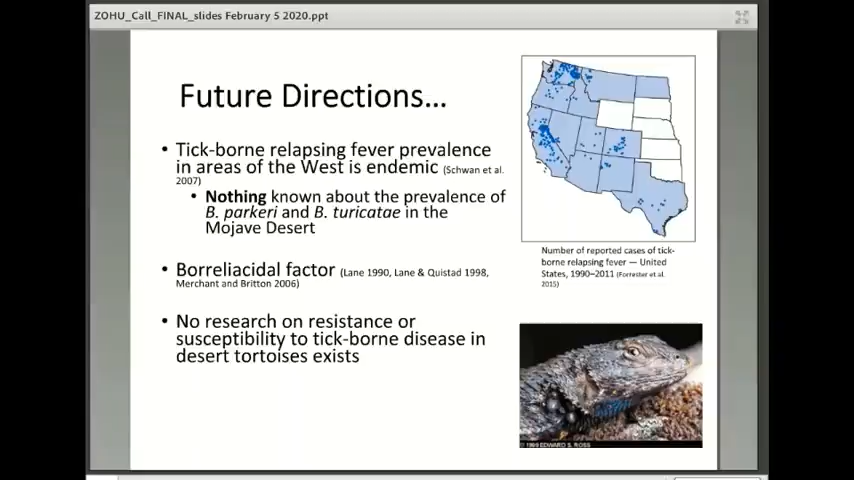 ZOHU_Call_FINAL_slides February 5 2020.ppt
Future Directions...
• Tick-borne relapsing fever prevalence
in areas of the West is endemic (Schwan et al.
2007)
• Nothing known about the prevalence of
B. parkeri and B. turicatae in the
Mojave Desert
• Borreliacidal factor (Lane 1990, Lane & Quistad 1998,
Merchant and Britton 2006)
• No research on resistance or
susceptibility to tick-borne disease in
desert tortoises exists
Number of reported cases of tick-
borne relapsing fever — United
States, 1990–2011 (Forrester et al.
2015)
© 1999 EDWARD S. ROSS